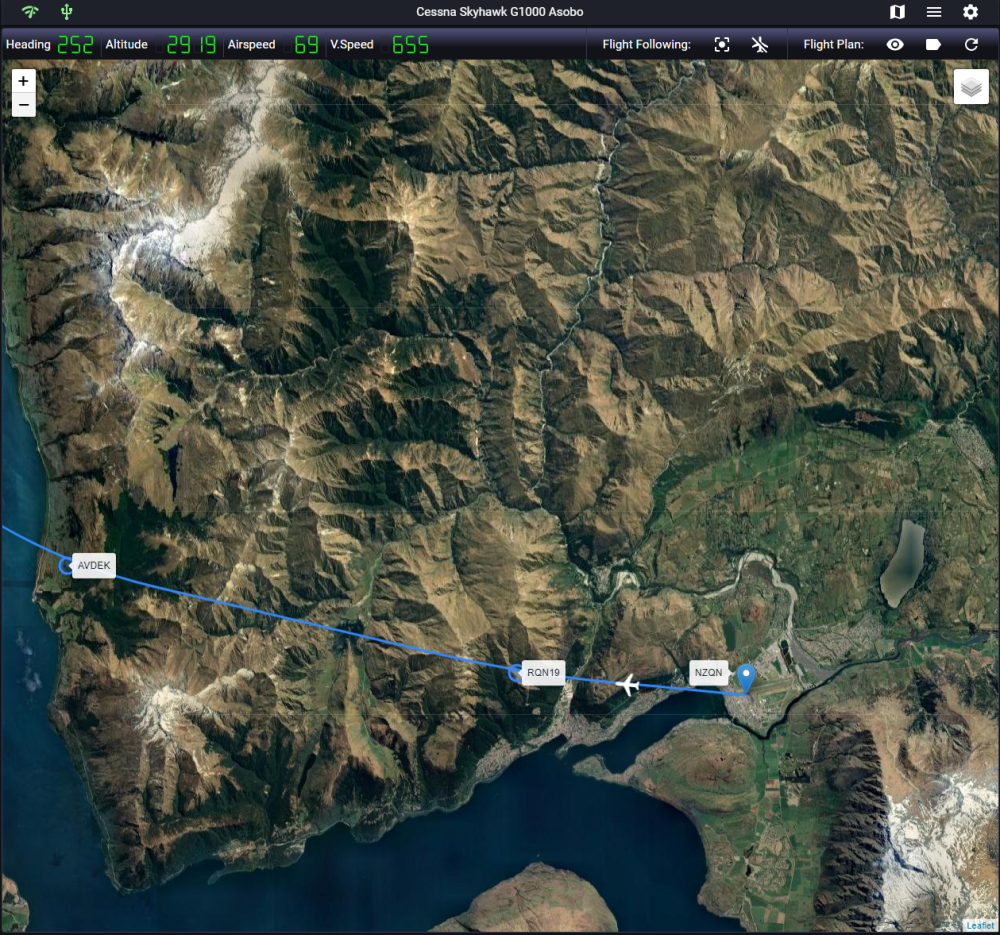 Cessna Skyhawk G1000 Asobo
Heading 252 Altitude 2919 Airspeed 69 V.Speed 655 Flight Following: Flight Plan:
+
−
AVDEK
RQN19
NZQN
Leaflet